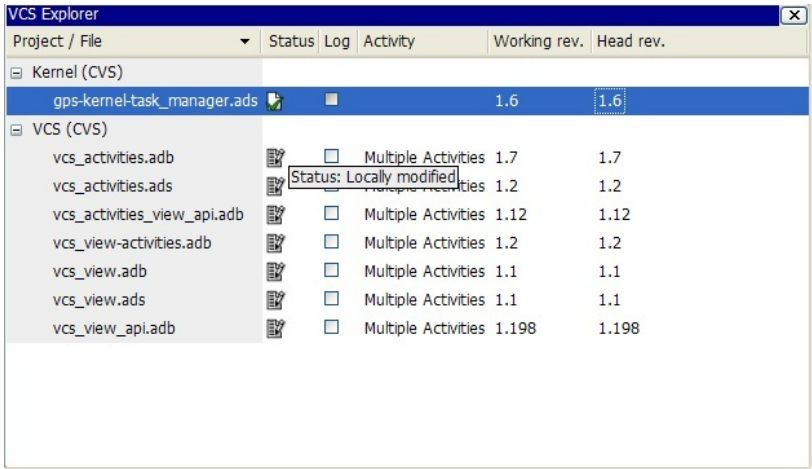 VCS Explorer
Project / File Status Log Activity Working rev. Head rev.
Kernel (CVS)
gps-kernel-task_manager.ads 1.6 1.6
VCS (CVS)
vcs_activities.adb Multiple Activities 1.7 1.7
Status: Locally modified
vcs_activities.ads 1.2 1.2
vcs_activities_view_api.adb Multiple Activities 1.12 1.12
vcs_view-activities.adb Multiple Activities 1.2 1.2
vcs_view.adb Multiple Activities 1.1 1.1
vcs_view.ads Multiple Activities 1.1 1.1
vcs_view_api.adb Multiple Activities 1.198 1.198